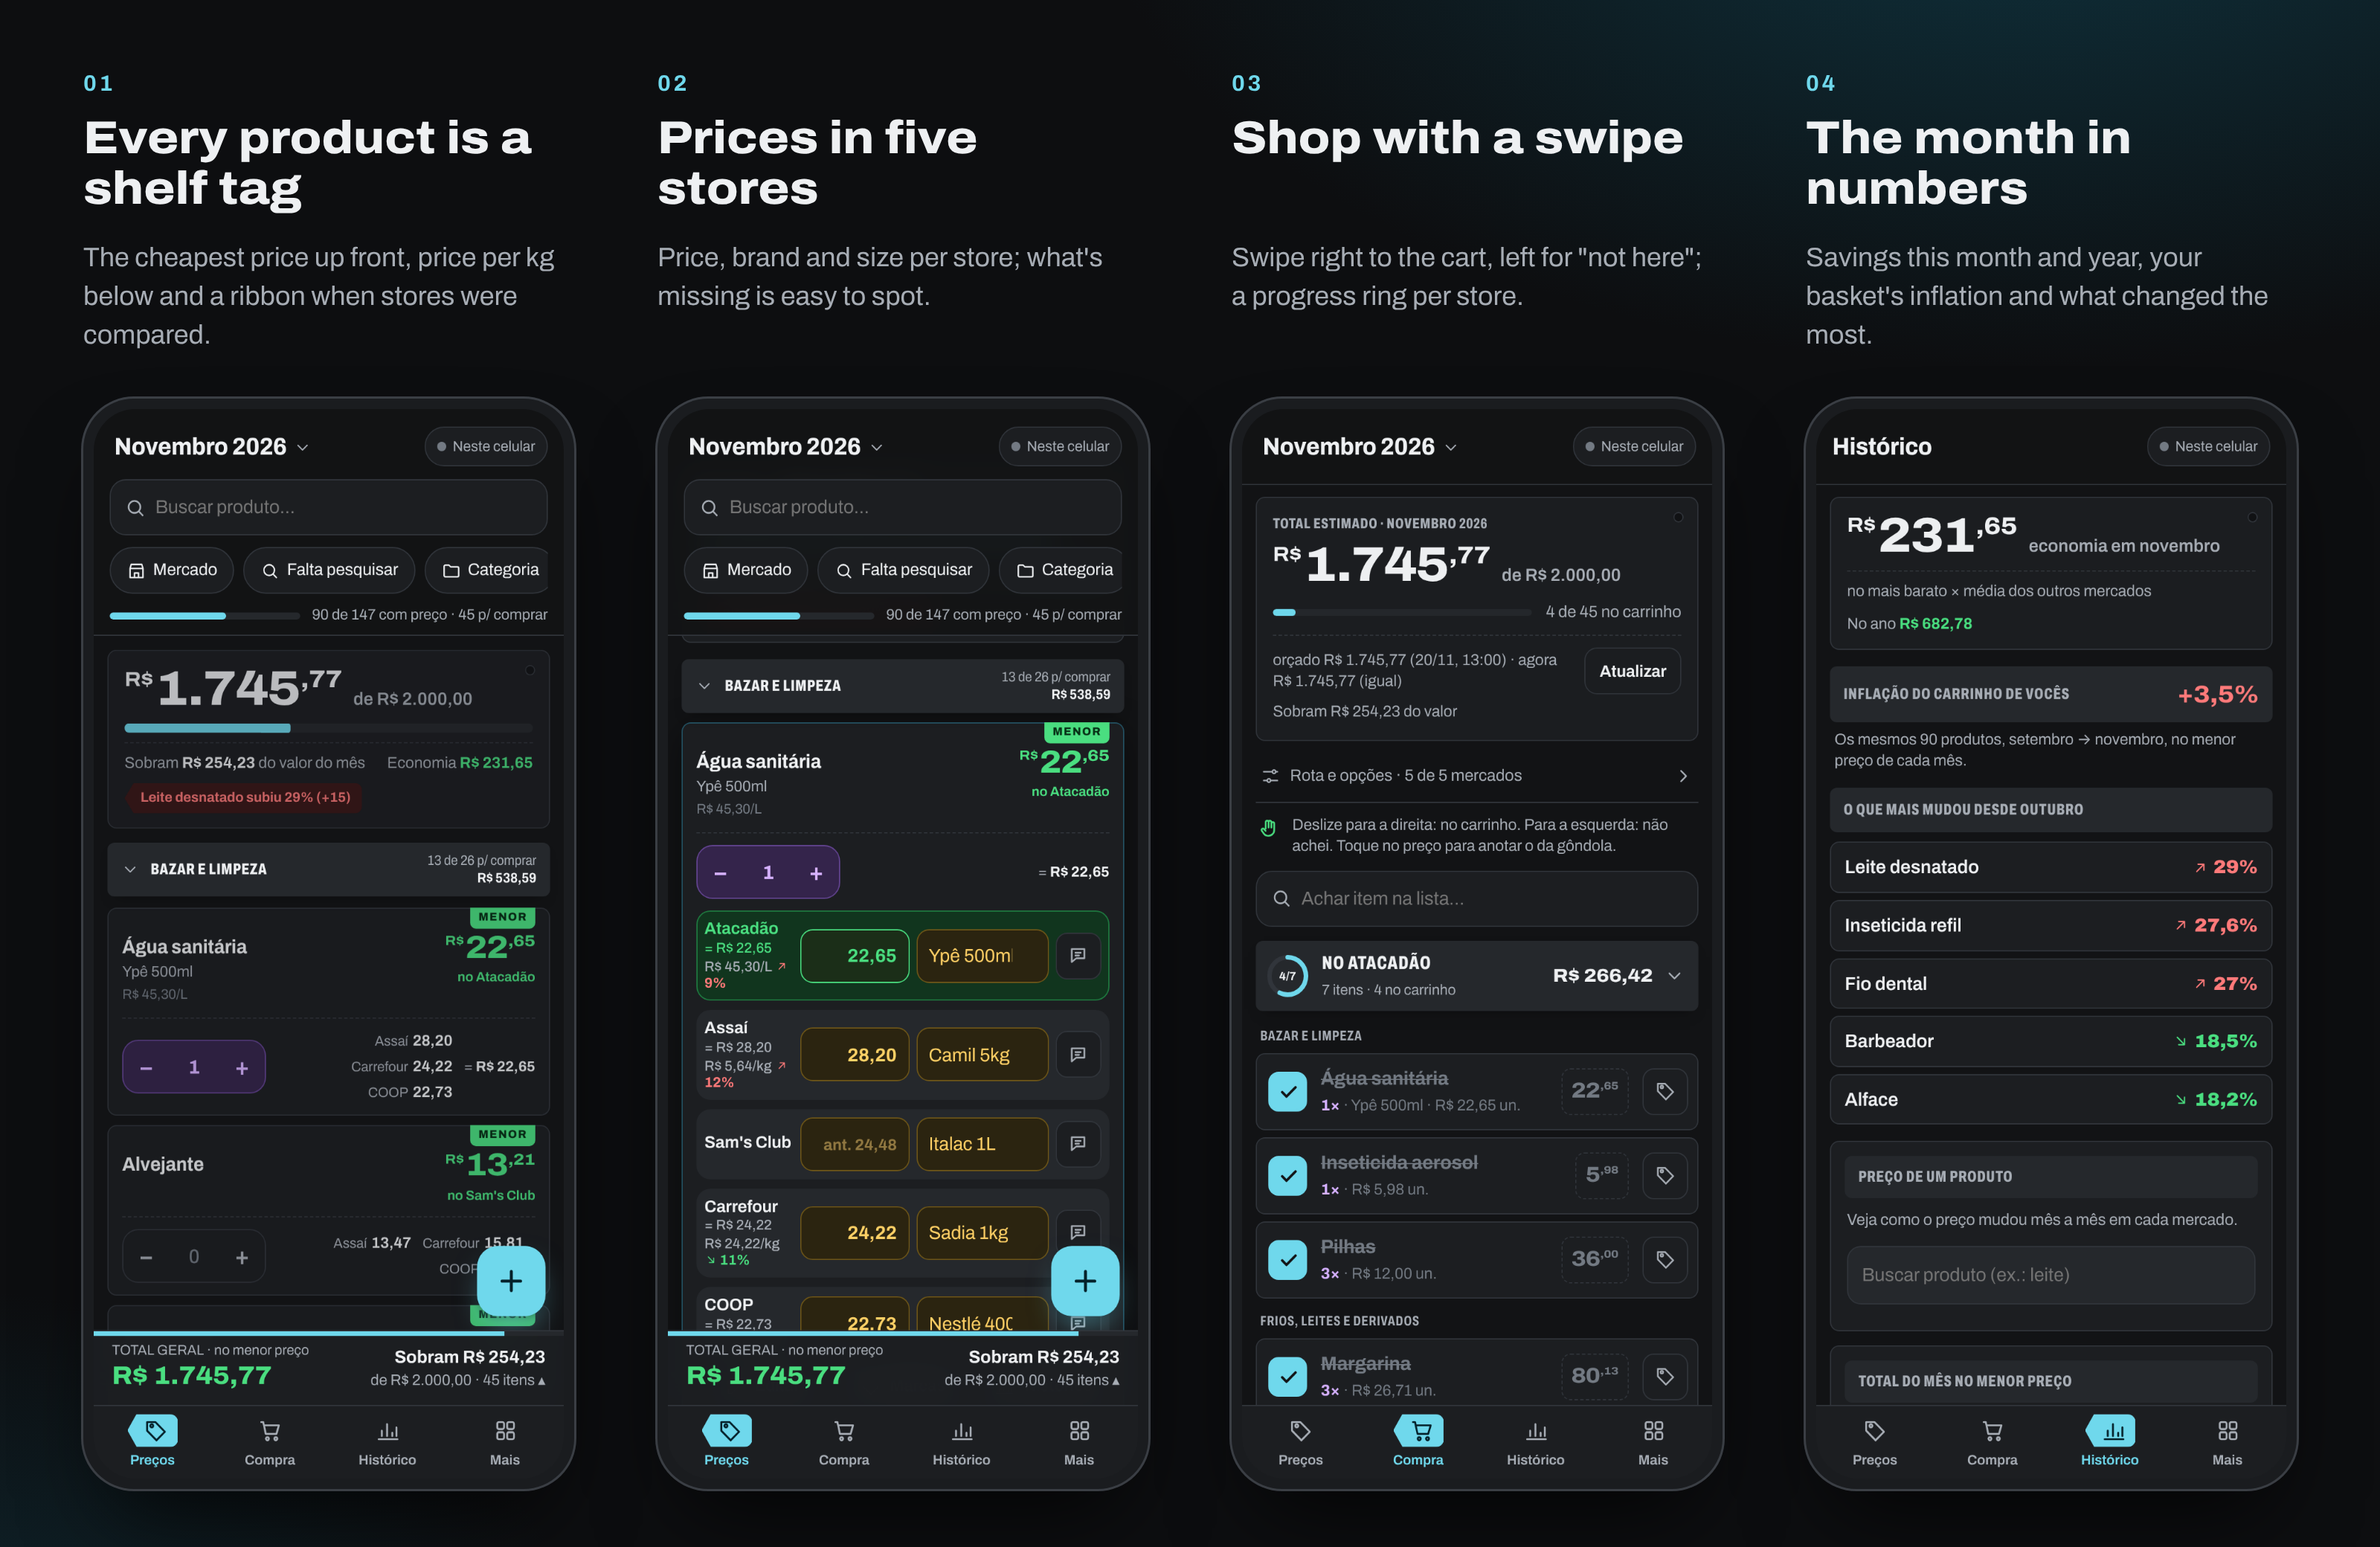 01
Every product is a
shelf tag
The cheapest price up front, price per kg
below and a ribbon when stores were
compared.
Novembro 2026
Neste celular
Buscar produto...
Mercado
Falta pesquisar
Categoria
90 de 147 com preço · 45 p/ comprar
R$ 1.745,77 de R$ 2.000,00
Sobram R$ 254,23 do valor do mês
Economia R$ 231,65
Leite desnatado subiu 29% (+15)
BAZAR E LIMPEZA
13 de 26 p/ comprar
R$ 538,59
MENOR
Água sanitária
R$ 22,65
Ypê 500ml
no Atacadão
R$ 45,30/L
− 1 +
Assaí 28,20
Carrefour 24,22
= R$ 22,65
COOP 22,73
MENOR
Alvejante
R$ 13,21
no Sam's Club
− 0 +
Assaí 13,47 Carrefour 15,81
COOP
+
TOTAL GERAL · no menor preço
R$ 1.745,77
Sobram R$ 254,23
de R$ 2.000,00 · 45 itens ▴
Preços
Compra
Histórico
Mais
02
Prices in five
stores
Price, brand and size per store; what's
missing is easy to spot.
Novembro 2026
Neste celular
Buscar produto...
Mercado
Falta pesquisar
Categoria
90 de 147 com preço · 45 p/ comprar
BAZAR E LIMPEZA
13 de 26 p/ comprar
R$ 538,59
MENOR
Água sanitária
R$ 22,65
Ypê 500ml
no Atacadão
R$ 45,30/L
− 1 +
= R$ 22,65
Atacadão
= R$ 22,65
R$ 45,30/L ↗
9%
22,65
Ypê 500ml
Assaí
= R$ 28,20
R$ 5,64/kg ↗
12%
28,20
Camil 5kg
Sam's Club
ant. 24,48
Italac 1L
Carrefour
= R$ 24,22
R$ 24,22/kg
↘ 11%
24,22
Sadia 1kg
COOP
= R$ 22,73
22,73
Nestlé 400
+
TOTAL GERAL · no menor preço
R$ 1.745,77
Sobram R$ 254,23
de R$ 2.000,00 · 45 itens ▴
Preços
Compra
Histórico
Mais
03
Shop with a swipe
Swipe right to the cart, left for "not here";
a progress ring per store.
Novembro 2026
Neste celular
TOTAL ESTIMADO · NOVEMBRO 2026
R$ 1.745,77 de R$ 2.000,00
4 de 45 no carrinho
orçado R$ 1.745,77 (20/11, 13:00) · agora
R$ 1.745,77 (igual)
Atualizar
Sobram R$ 254,23 do valor
Rota e opções · 5 de 5 mercados
Deslize para a direita: no carrinho. Para a esquerda: não
achei. Toque no preço para anotar o da gôndola.
Achar item na lista...
4/7
NO ATACADÃO
7 itens · 4 no carrinho
R$ 266,42
BAZAR E LIMPEZA
Água sanitária
1× · Ypê 500ml · R$ 22,65 un.
22,65
Inseticida aerosol
1× · R$ 5,98 un.
5,98
Pilhas
3× · R$ 12,00 un.
36,00
FRIOS, LEITES E DERIVADOS
Margarina
3× · R$ 26,71 un.
80,13
Preços
Compra
Histórico
Mais
04
The month in
numbers
Savings this month and year, your
basket's inflation and what changed the
most.
Histórico
Neste celular
R$ 231,65 economia em novembro
no mais barato × média dos outros mercados
No ano R$ 682,78
INFLAÇÃO DO CARRINHO DE VOCÊS
+3,5%
Os mesmos 90 produtos, setembro → novembro, no menor
preço de cada mês.
O QUE MAIS MUDOU DESDE OUTUBRO
Leite desnatado ↗ 29%
Inseticida refil ↗ 27,6%
Fio dental ↗ 27%
Barbeador ↘ 18,5%
Alface ↘ 18,2%
PREÇO DE UM PRODUTO
Veja como o preço mudou mês a mês em cada mercado.
Buscar produto (ex.: leite)
TOTAL DO MÊS NO MENOR PREÇO
Preços
Compra
Histórico
Mais